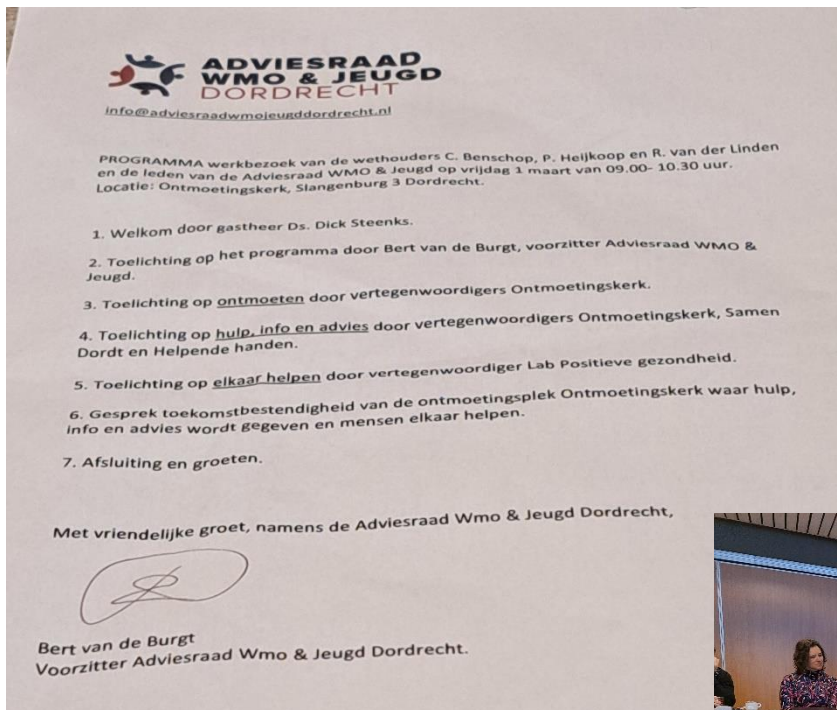 ADVIESRAAD
WMO & JEUGD
DORDRECHT
info@adviesraadwmojeugddordrecht.nl
PROGRAMMA werkbezoek van de wethouders C. Benschop, P. Heijkoop en R. van der Linden
en de leden van de Adviesraad WMO & Jeugd op vrijdag 1 maart van 09.00- 10.30 uur.
Locatie: Ontmoetingskerk, Slangenburg 3 Dordrecht.
1. Welkom door gastheer Ds. Dick Steenks.
2. Toelichting op het programma door Bert van de Burgt, voorzitter Adviesraad WMO &
Jeugd.
3. Toelichting op ontmoeten door vertegenwoordigers Ontmoetingskerk.
4. Toelichting op hulp, info en advies door vertegenwoordigers Ontmoetingskerk, Samen
Dordt en Helpende handen.
5. Toelichting op elkaar helpen door vertegenwoordiger Lab Positieve gezondheid.
6. Gesprek toekomstbestendigheid van de ontmoetingsplek Ontmoetingskerk waar hulp,
info en advies wordt gegeven en mensen elkaar helpen.
7. Afsluiting en groeten.
Met vriendelijke groet, namens de Adviesraad Wmo & Jeugd Dordrecht,
Bert van de Burgt
Voorzitter Adviesraad Wmo & Jeugd Dordrecht.